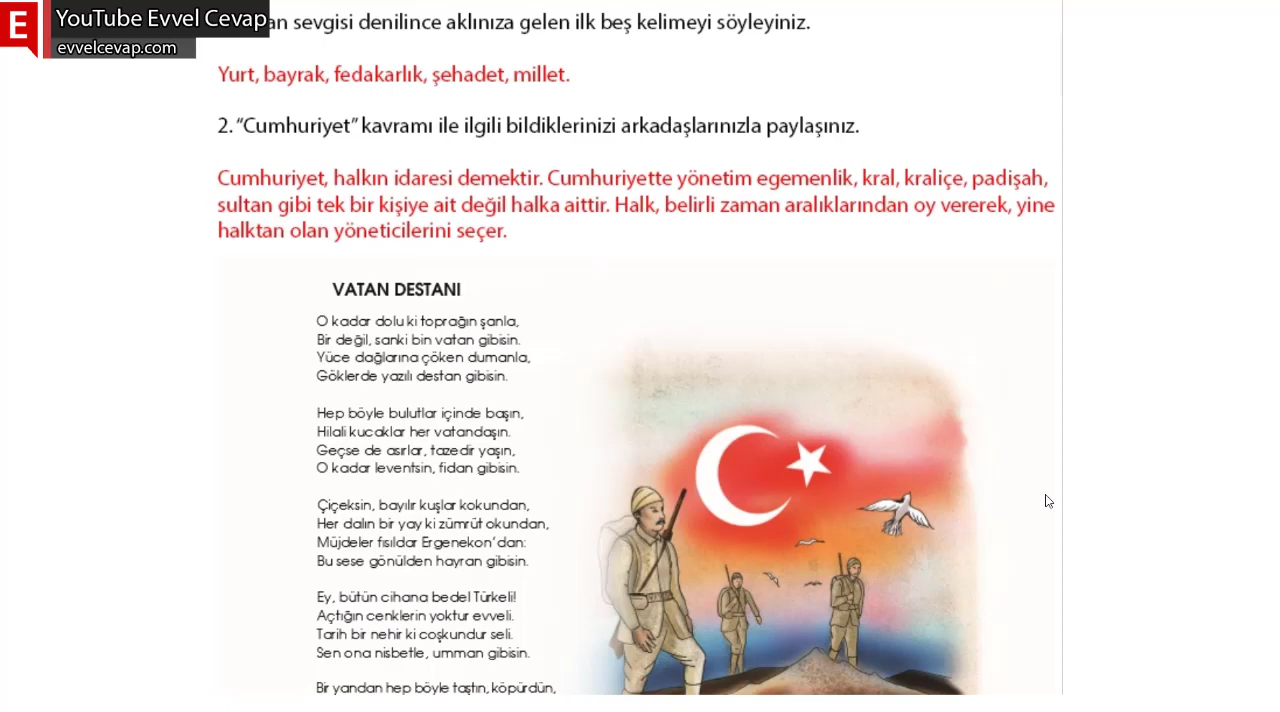 YouTube Evvel Cevap
evvelcevap.com
sevgisi denilince aklınıza gelen ilk beş kelimeyi söyleyiniz.
Yurt, bayrak, fedakarlık, şehadet, millet.
2. “Cumhuriyet” kavramı ile ilgili bildiklerinizi arkadaşlarınızla paylaşınız.
Cumhuriyet, halkın idaresi demektir. Cumhuriyette yönetim egemenlik, kral, kraliçe, padişah,
sultan gibi tek bir kişiye ait değil halka aittir. Halk, belirli zaman aralıklarından oy vererek, yine
halktan olan yöneticilerini seçer.
VATAN DESTANI
O kadar dolu ki toprağın şanla,
Bir değil, sanki bin vatan gibisin.
Yüce dağlarına çöken dumanla,
Göklerde yazılı destan gibisin.
Hep böyle bulutlar içinde başın,
Hilali kucaklar her vatandaşın.
Geçse de asırlar, tazedir yaşın,
O kadar leventsin, fidan gibisin.
Çiçeksin, bayılır kuşlar kokundan,
Her dalın bir yay ki zümrüt okundan,
Müjdeler fısıldar Ergenekon’dan:
Bu sese gönülden hayran gibisin.
Ey, bütün cihana bedel Türkeli!
Açtığın cenklerin yoktur evveli.
Tarih bir nehir ki coşkundur seli.
Sen ona nisbetle, umman gibisin.
Bir yandan hep böyle taştın, köpürdün,